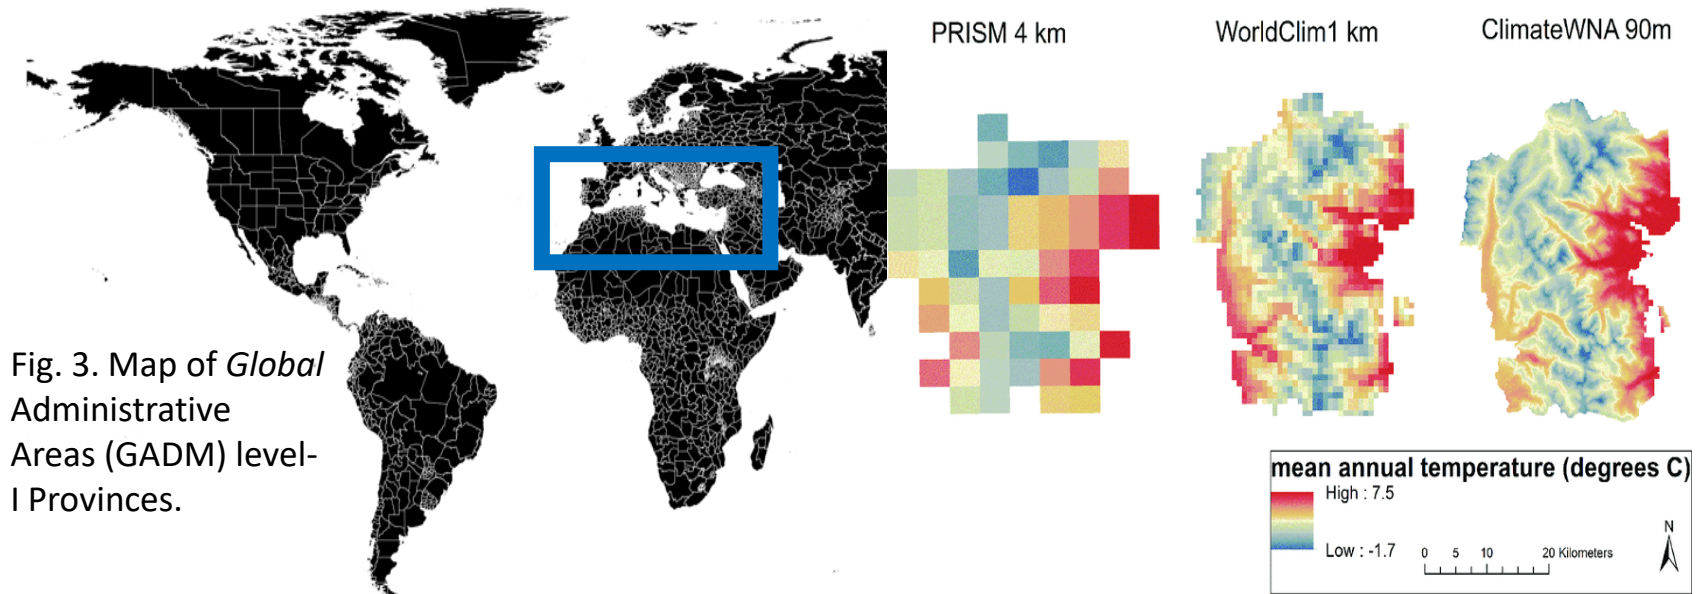 PRISM 4 km
WorldClim1 km
ClimateWNA 90m
Fig. 3. Map of Global
Administrative
Areas (GADM) level-
I Provinces.
mean annual temperature (degrees C)
High : 7.5
Low : -1.7
0 5 10 20 Kilometers
N